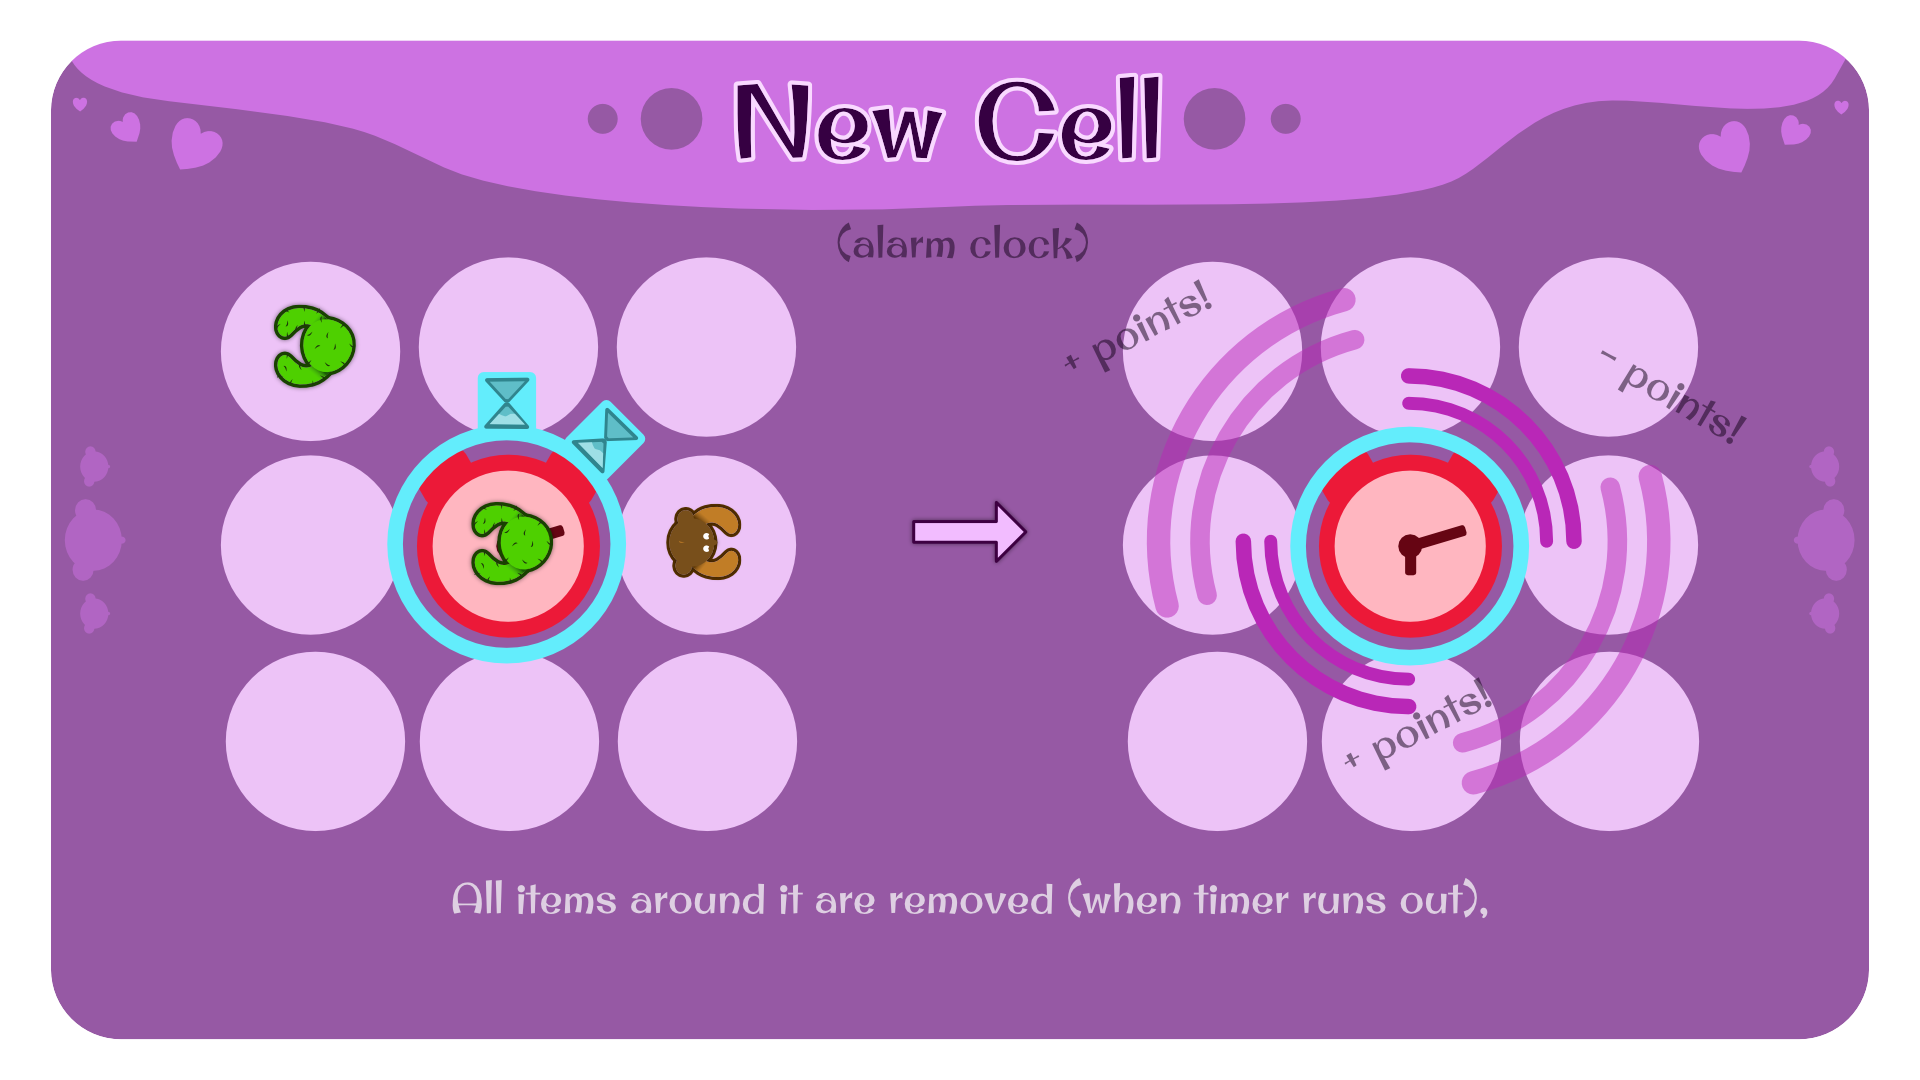 New Cell
(alarm clock)
+ points!
- points!
+ points!
All items around it are removed (when timer runs out),